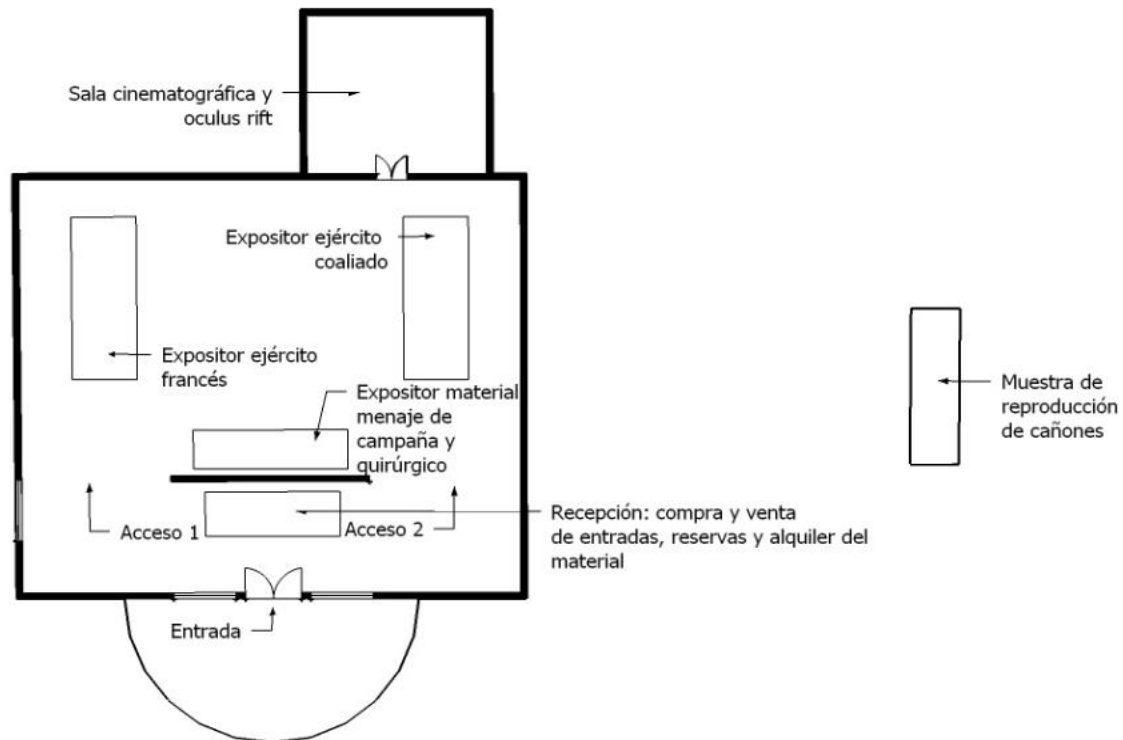 Sala cinematográfica y
oculus rift
Expositor ejército
coaliado
Expositor ejército
francés
Expositor material
menaje de
campaña y
quirúrgico
Muestra de
reproducción
de cañones
Acceso 1
Acceso 2
Recepción: compra y venta
de entradas, reservas y alquiler del
material
Entrada